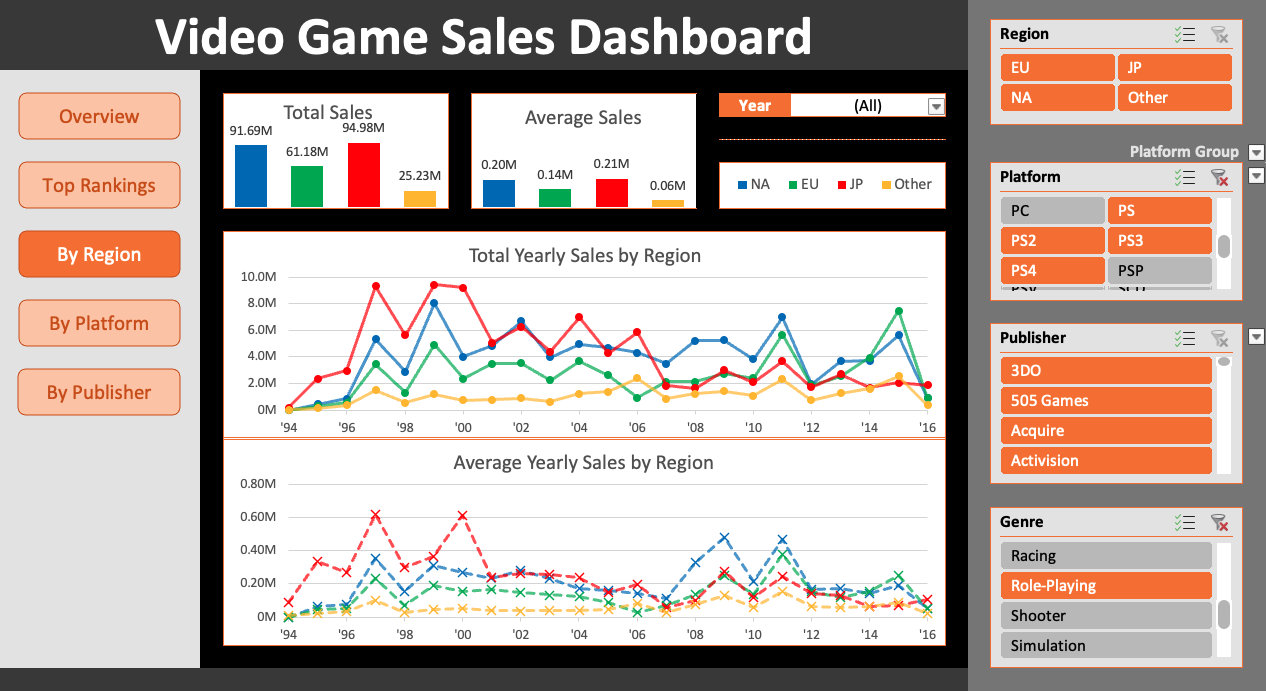 Video Game Sales Dashboard
Overview
Top Rankings
By Region
By Platform
By Publisher
Total Sales
91.69M
61.18M
94.98M
25.23M
Average Sales
0.20M
0.14M
0.21M
0.06M
Year
(All)
NA EU JP Other
Total Yearly Sales by Region
10.0M
8.0M
6.0M
4.0M
2.0M
0M
'94 '96 '98 '00 '02 '04 '06 '08 '10 '12 '14 '16
Average Yearly Sales by Region
0.80M
0.60M
0.40M
0.20M
0M
'94 '96 '98 '00 '02 '04 '06 '08 '10 '12 '14 '16
Region
EU JP
NA Other
Platform Group
Platform
PC PS
PS2 PS3
PS4 PSP
Publisher
3DO
505 Games
Acquire
Activision
Genre
Racing
Role-Playing
Shooter
Simulation